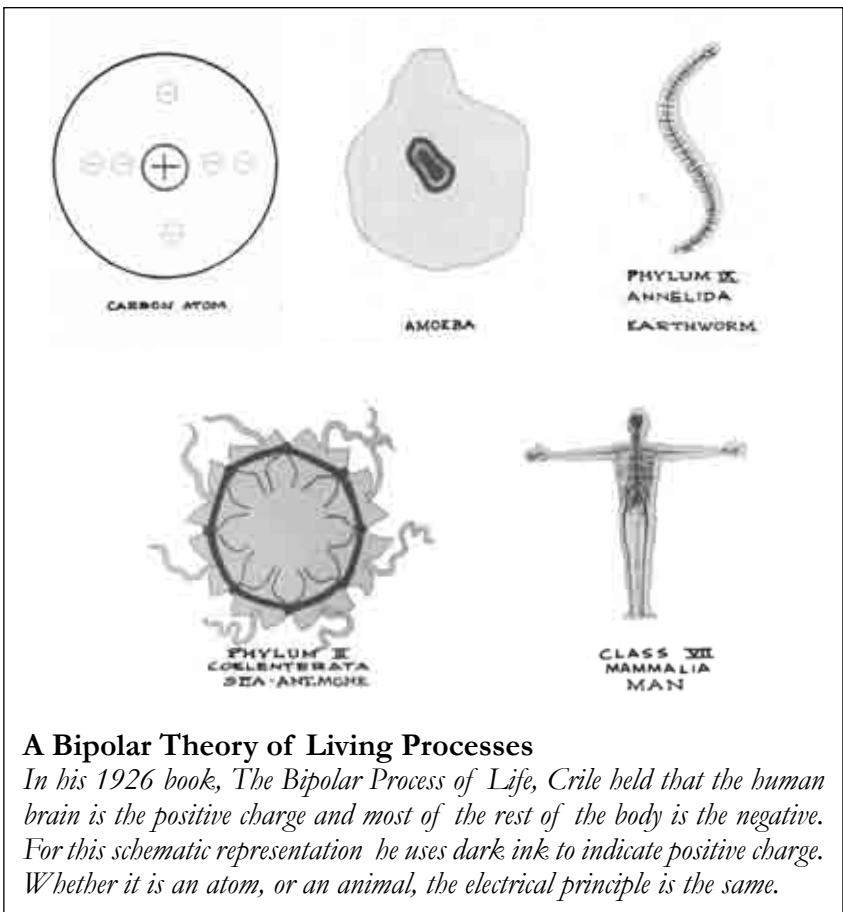 +
CARBON ATOM
AMOEBA
PHYLUM IX
ANNELIDA
EARTHWORM
PHYLUM III
COELENTERATA
SEA-ANEMONE
CLASS VII
MAMMALIA
MAN
A Bipolar Theory of Living Processes
In his 1926 book, The Bipolar Process of Life, Crile held that the human
brain is the positive charge and most of the rest of the body is the negative.
For this schematic representation he uses dark ink to indicate positive charge.
Whether it is an atom, or an animal, the electrical principle is the same.